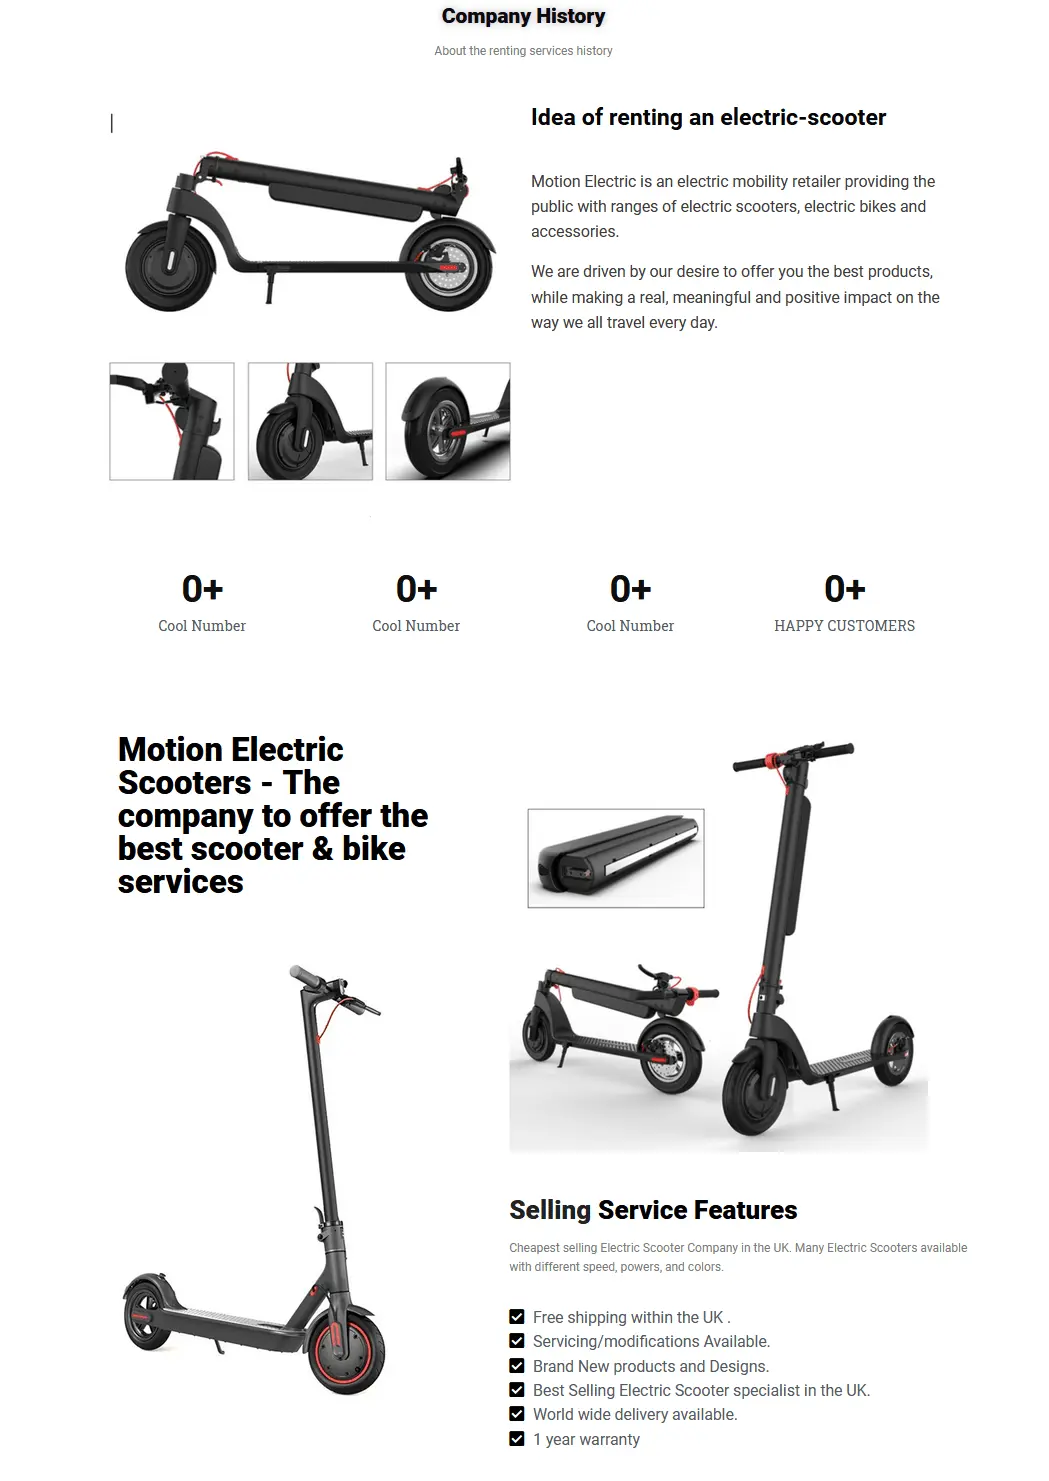 Company History
About the renting services history
Idea of renting an electric-scooter
Motion Electric is an electric mobility retailer providing the
public with ranges of electric scooters, electric bikes and
accessories.
We are driven by our desire to offer you the best products,
while making a real, meaningful and positive impact on the
way we all travel every day.
0+
Cool Number
0+
Cool Number
0+
Cool Number
0+
HAPPY CUSTOMERS
Motion Electric
Scooters - The
company to offer the
best scooter & bike
services
Selling Service Features
Cheapest selling Electric Scooter Company in the UK. Many Electric Scooters available
with different speed, powers, and colors.
Free shipping within the UK .
Servicing/modifications Available.
Brand New products and Designs.
Best Selling Electric Scooter specialist in the UK.
World wide delivery available.
1 year warranty